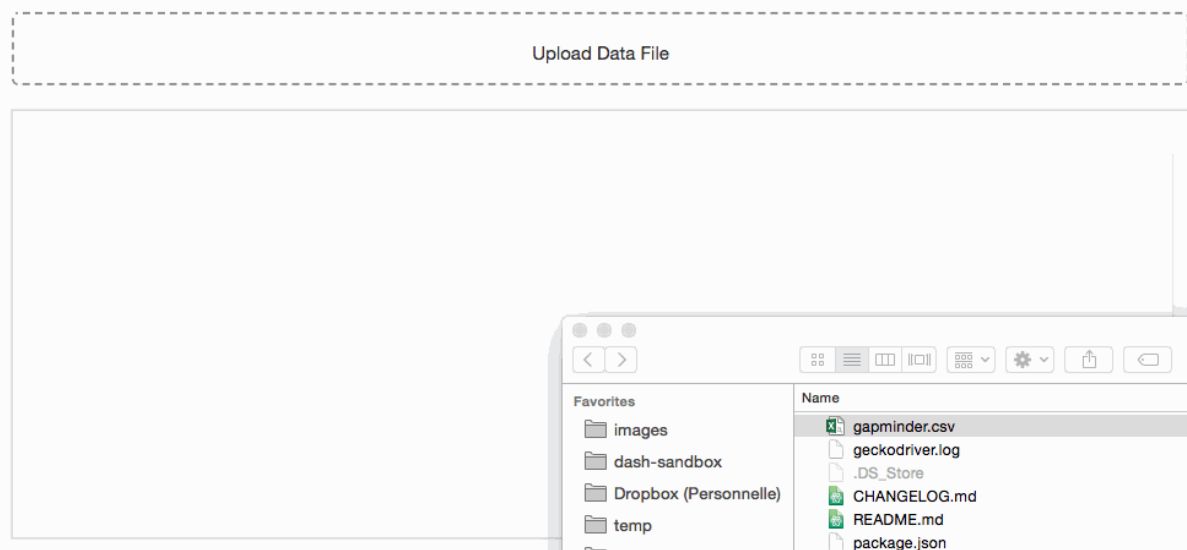 Upload Data File
Favorites
images
dash-sandbox
Dropbox (Personnelle)
temp
Name
gapminder.csv
geckodriver.log
.DS_Store
CHANGELOG.md
README.md
package.json